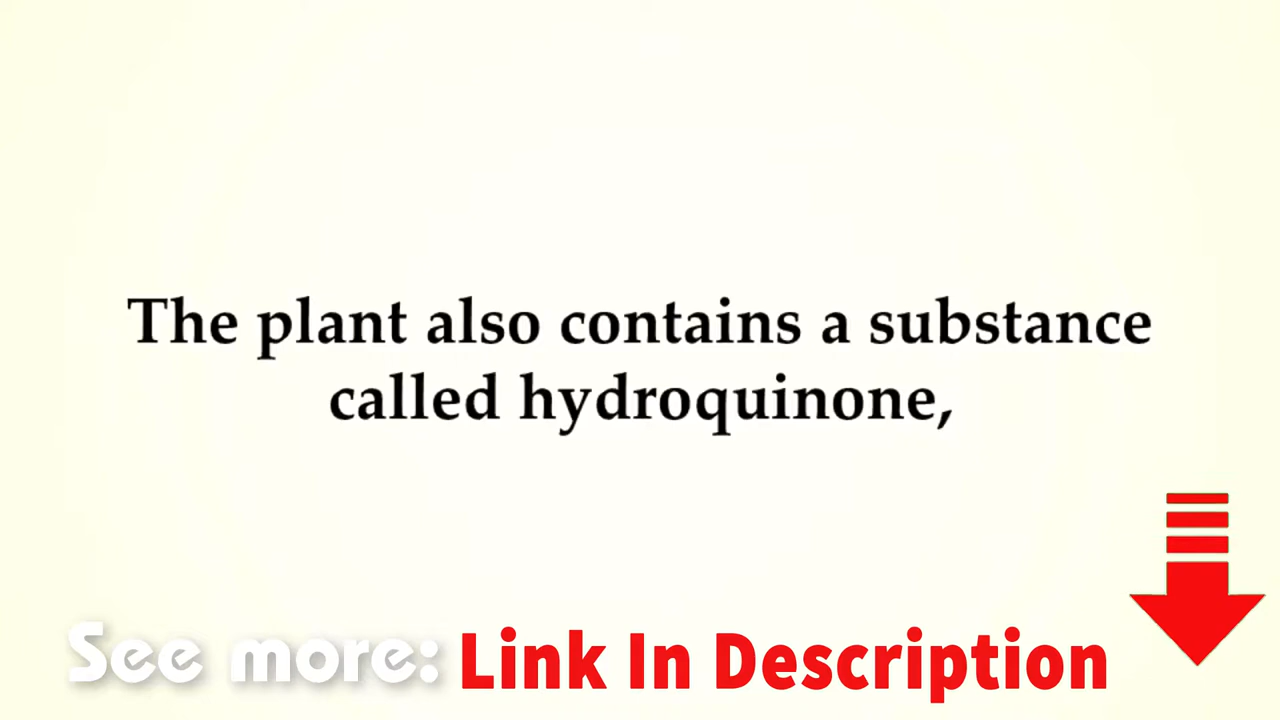 The plant also contains a substance
called hydroquinone,
See more: Link In Description